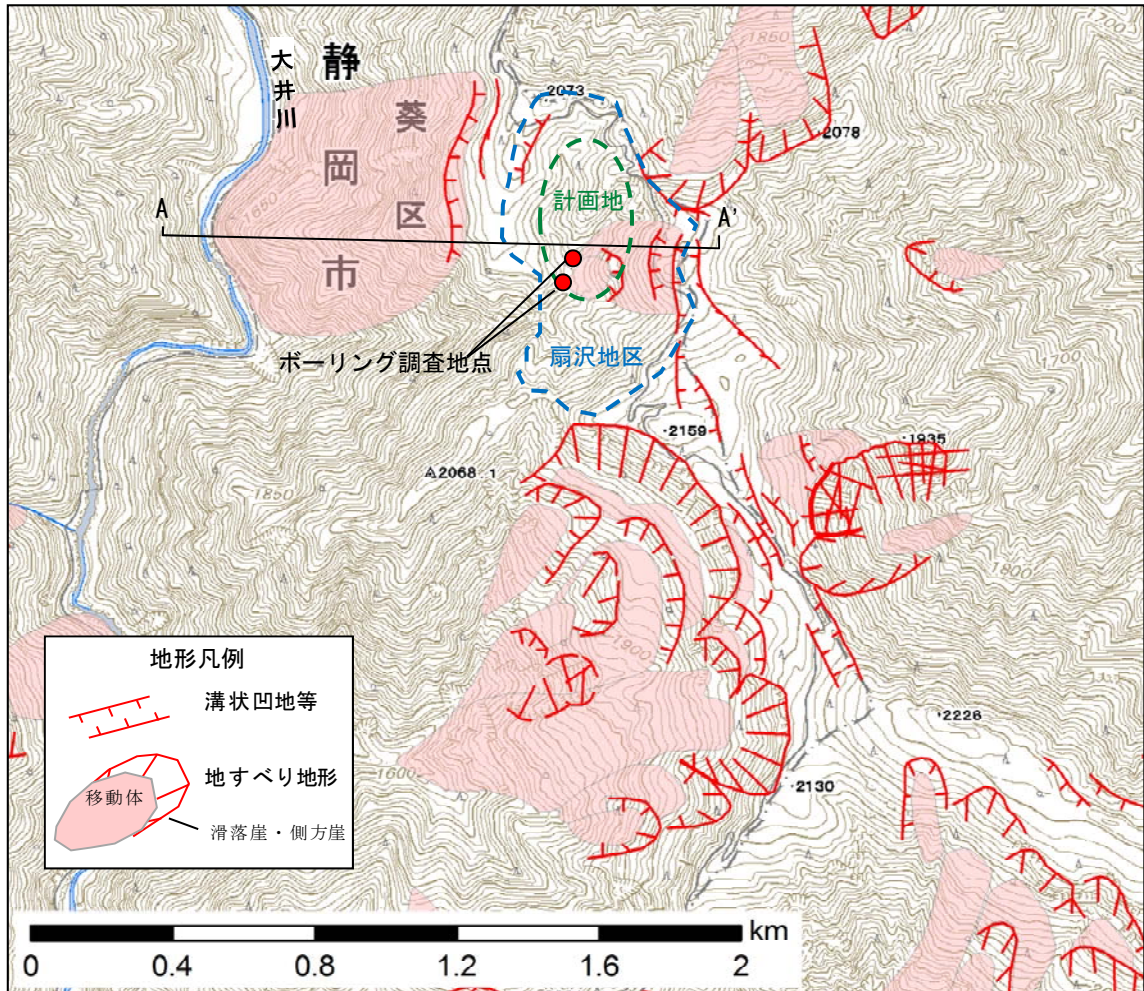 静
岡
市
葵
区
大井川
1850
1700
2073
2078
1650
計画地
A
A'
ボーリング調査地点
扇沢地区
2159
1935
2068
1
1850
1800
1900
2226
1600
2130
地形凡例
溝状凹地等
地すべり地形
移動体
滑落崖・側方崖
km
0 0.4 0.8 1.2 1.6 2